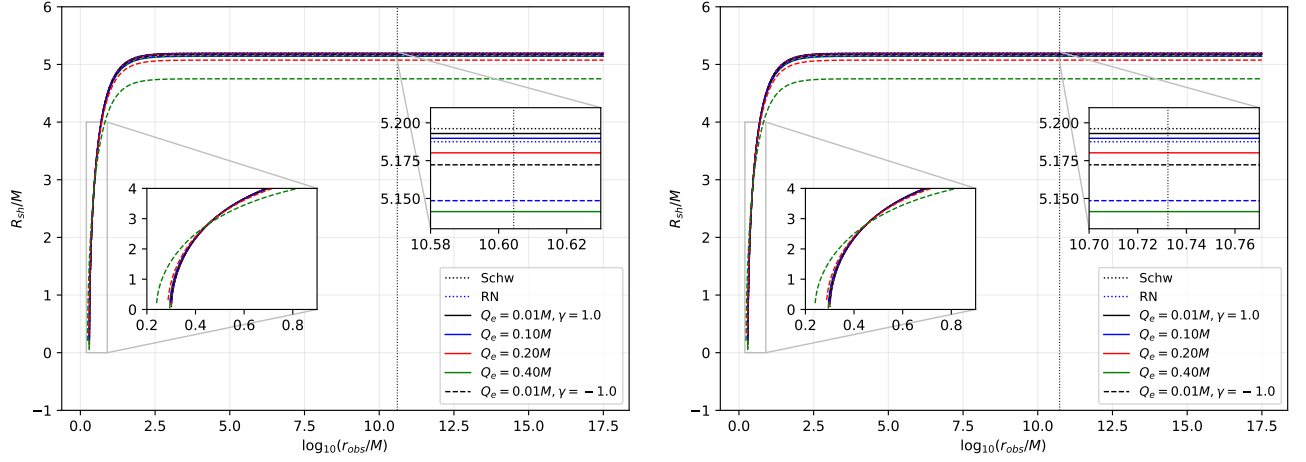 R_sh/M
6
5
4
3
2
1
0
−1
0.0 2.5 5.0 7.5 10.0 12.5 15.0 17.5
log10(r_obs/M)
5.200
5.175
5.150
10.58 10.60 10.62
4
3
2
1
0
0.2 0.4 0.6 0.8
Schw
RN
Q_e = 0.01M, γ = 1.0
Q_e = 0.10M
Q_e = 0.20M
Q_e = 0.40M
Q_e = 0.01M, γ = −1.0
R_sh/M
6
5
4
3
2
1
0
−1
0.0 2.5 5.0 7.5 10.0 12.5 15.0 17.5
log10(r_obs/M)
5.200
5.175
5.150
10.70 10.72 10.74 10.76
4
3
2
1
0
0.2 0.4 0.6 0.8
Schw
RN
Q_e = 0.01M, γ = 1.0
Q_e = 0.10M
Q_e = 0.20M
Q_e = 0.40M
Q_e = 0.01M, γ = −1.0